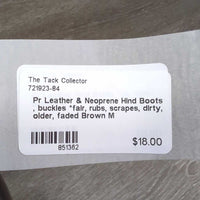 The Tack Collector
721923-84
Pr Leather & Neoprene Hind Boots
, buckles *fair, rubs, scrapes, dirty,
older, faded Brown M
851362
$18.00